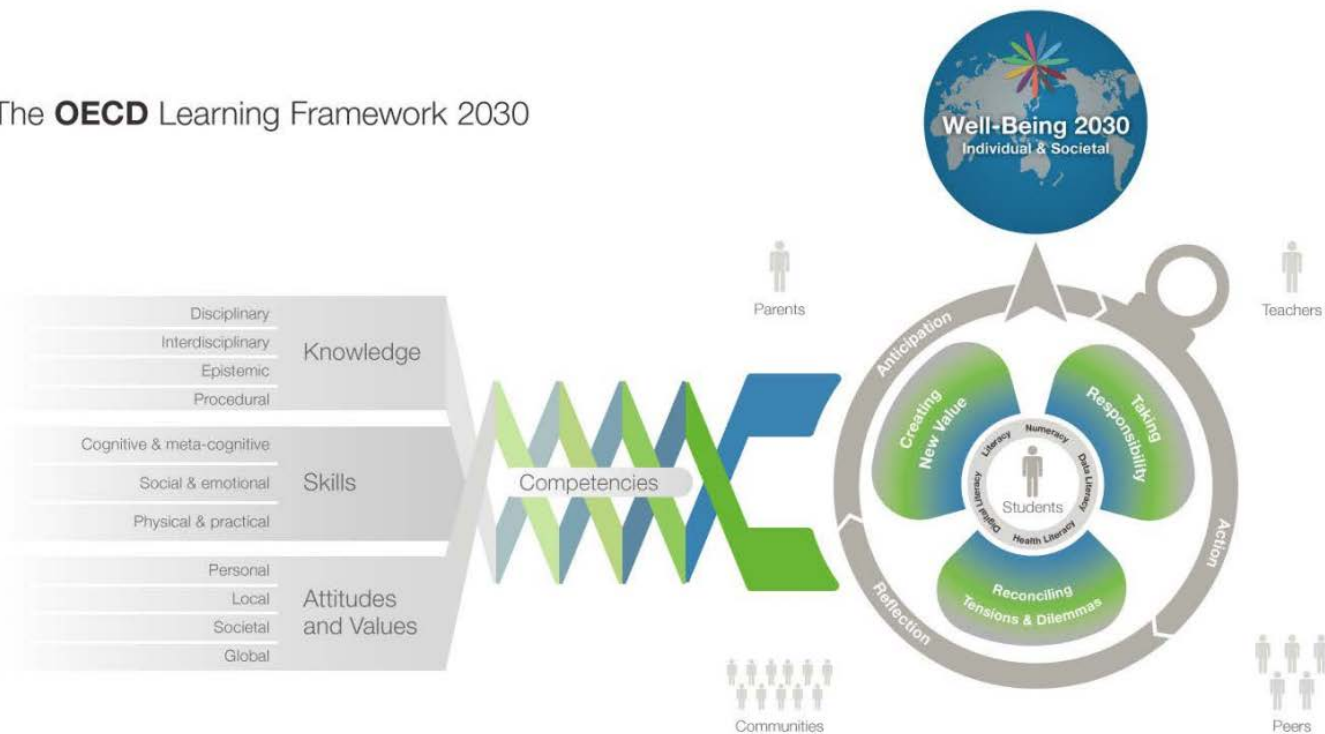 The OECD Learning Framework 2030
Well-Being 2030
Individual & Societal
Parents
Teachers
Disciplinary
Interdisciplinary
Epistemic
Procedural
Knowledge
Cognitive & meta-cognitive
Social & emotional
Physical & practical
Skills
Personal
Local
Societal
Global
Attitudes
and Values
Competencies
Anticipation
Action
Reflection
Creating
New Value
Taking
Responsibility
Reconciling
Tensions & Dilemmas
Literacy
Numeracy
Data Literacy
Health Literacy
Digital Literacy
Students
Communities
Peers